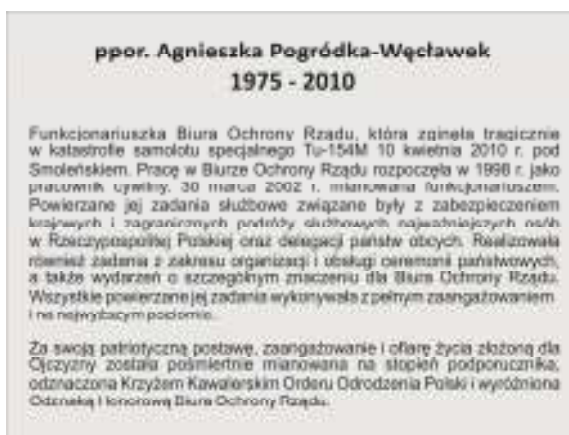 ppor. Agnieszka Pogródka-Węcławek
1975 - 2010
Funkcjonariuszka Biura Ochrony Rządu, która zginęła tragicznie
w katastrofie samolotu specjalnego Tu-154M 10 kwietnia 2010 r. pod
Smoleńskiem. Pracę w Biurze Ochrony Rządu rozpoczęła w 1998 r. jako
pracownik cywilny, 30 marca 2002 r. mianowana funkcjonariuszem.
Powierzane jej zadania służbowe związane były z zabezpieczeniem
krajowych i zagranicznych podróży służbowych najważniejszych osób
w Rzeczypospolitej Polskiej oraz delegacji państw obcych. Realizowała
również zadania z zakresu organizacji i obsługi ceremonii państwowych,
a także wydarzeń o szczególnym znaczeniu dla Biura Ochrony Rządu.
Wszystkie powierzane jej zadania wykonywała z pełnym zaangażowaniem
i na najwyższym poziomie.
Za swoją patriotyczną postawę, zaangażowanie i ofiarę życia złożoną dla
Ojczyzny została pośmiertnie mianowana na stopień podporucznika,
odznaczona Krzyżem Kawalerskim Orderu Odrodzenia Polski i wyróżniona
Odznaką Honorową Biura Ochrony Rządu.